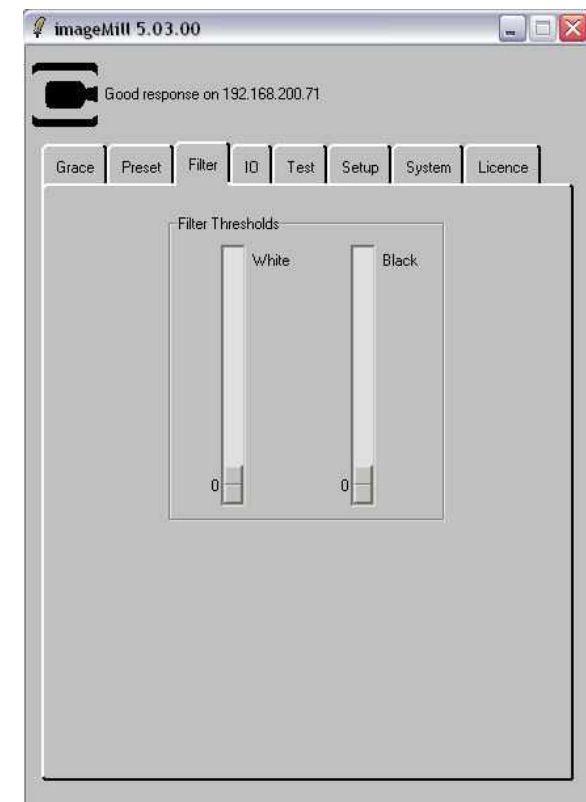 imageMill 5.03.00
Good response on 192.168.200.71
Grace Preset Filter IO Test Setup System Licence
Filter Thresholds
White Black
0 0